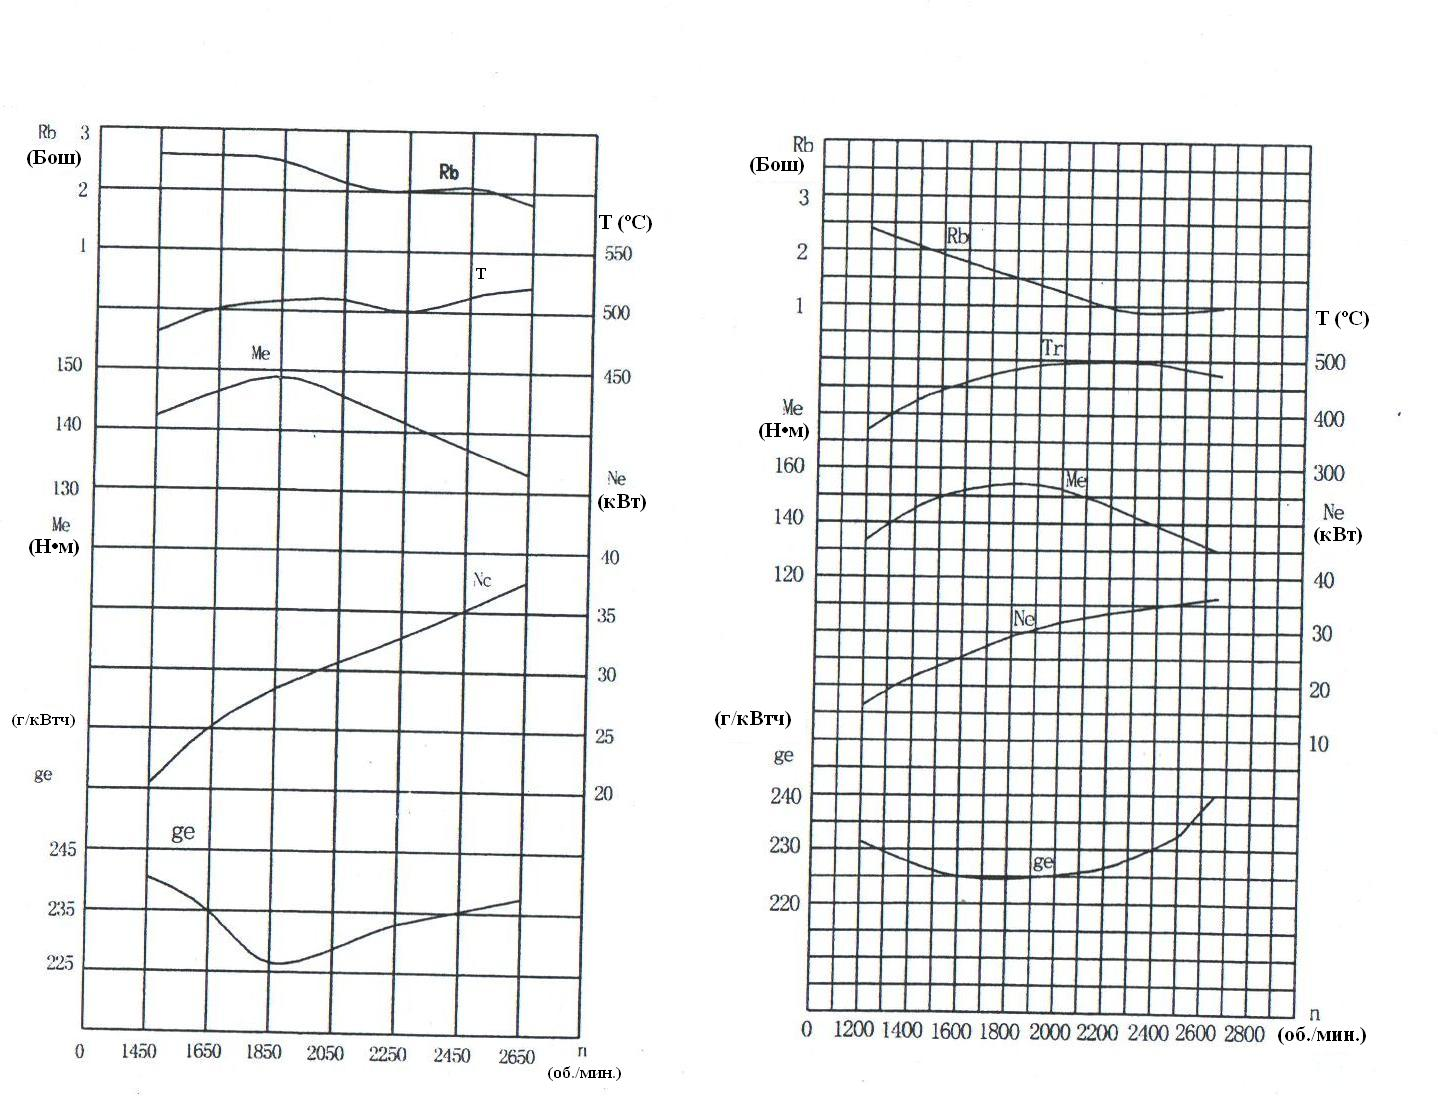 Rb 3
(Бош)
2
Rb
T (ºC)
1
550
T
500
Me
150
450
140
Ne
130
(кВт)
Me
(Н•м)
40
Nc
35
30
(г/кВтч)
25
ge
20
ge
245
235
225
0 1450 1650 1850 2050 2250 2450 2650 n
(об./мин.)
Rb
(Бош)
3
Rb
2
1
T (ºC)
Tr
500
Me
400
(Н•м)
160
300
Me
140
Ne
(кВт)
120
40
Ne
30
20
(г/кВтч)
10
ge
240
230
ge
220
n
0 1200 1400 1600 1800 2000 2200 2400 2600 2800 (об./мин.)